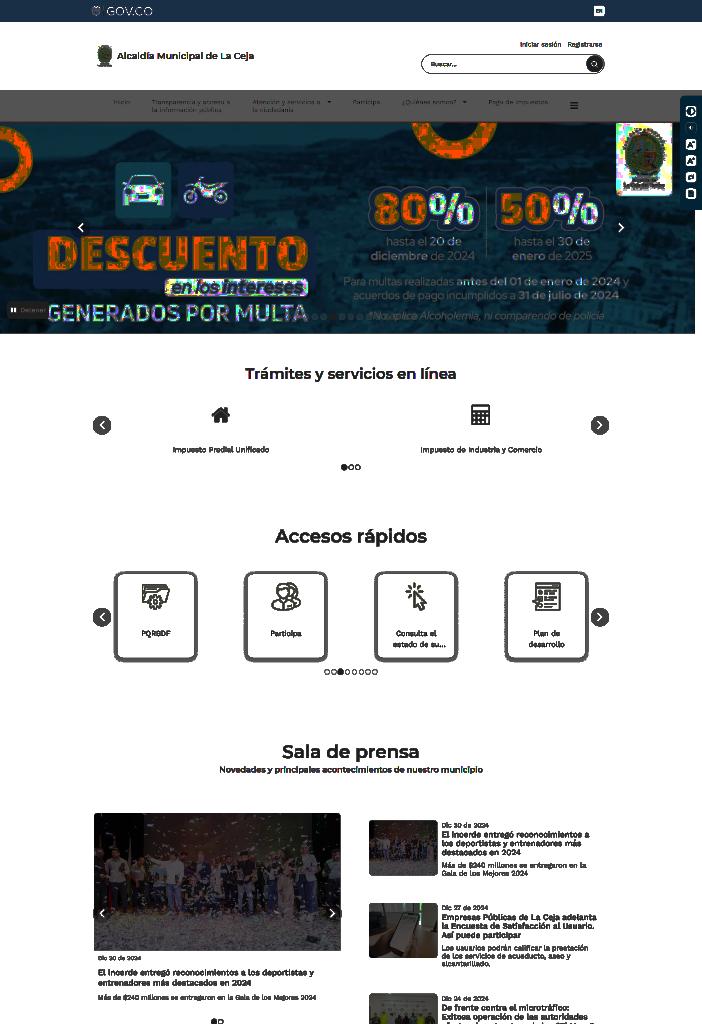 GOV.CO
EN
Alcaldía Municipal de La Ceja
Iniciar sesión Registrarse
Buscar...
Inicio
Transparencia y acceso a
la información pública
Atención y servicios a
la ciudadanía
Participa
¿Quiénes somos?
Pago de impuestos
DESCUENTO
en los intereses
GENERADOS POR MULTA
80% 50%
hasta el 20 de
diciembre de 2024
hasta el 30 de
enero de 2025
Para multas realizadas antes del 01 de enero de 2024 y
acuerdos de pago incumplidos a 31 de julio de 2024
*No aplica Alcoholemia, ni comparendo de policía
Detener
Trámites y servicios en línea
Impuesto Predial Unificado
Impuesto de Industria y Comercio
Accesos rápidos
PQRSDF
Participa
Consulta el
estado de su...
Plan de
desarrollo
Sala de prensa
Novedades y principales acontecimientos de nuestro municipio
Dic 30 de 2024
El Incerde entregó reconocimientos a los deportistas y
entrenadores más destacados en 2024
Más de $240 millones se entregaron en la Gala de los Mejores 2024
Dic 30 de 2024
El Incerde entregó reconocimientos a
los deportistas y entrenadores más
destacados en 2024
Más de $240 millones se entregaron en la
Gala de los Mejores 2024
Dic 27 de 2024
Empresas Públicas de La Ceja adelanta
la Encuesta de Satisfacción al Usuario.
Así puede participar
Los usuarios podrán calificar la prestación
de los servicios de acueducto, aseo y
alcantarillado.
Dic 24 de 2024
De frente contra el microtráfico:
Exitosa operación de las autoridades